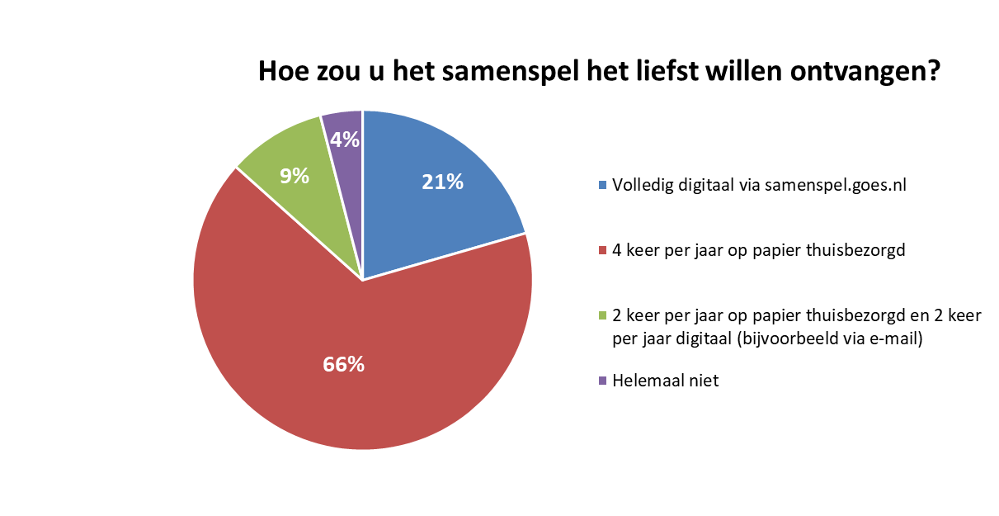 Hoe zou u het samenspel het liefst willen ontvangen?
4%
9%
21%
66%
Volledig digitaal via samenspel.goes.nl
4 keer per jaar op papier thuisbezorgd
2 keer per jaar op papier thuisbezorgd en 2 keer
per jaar digitaal (bijvoorbeeld via e-mail)
Helemaal niet